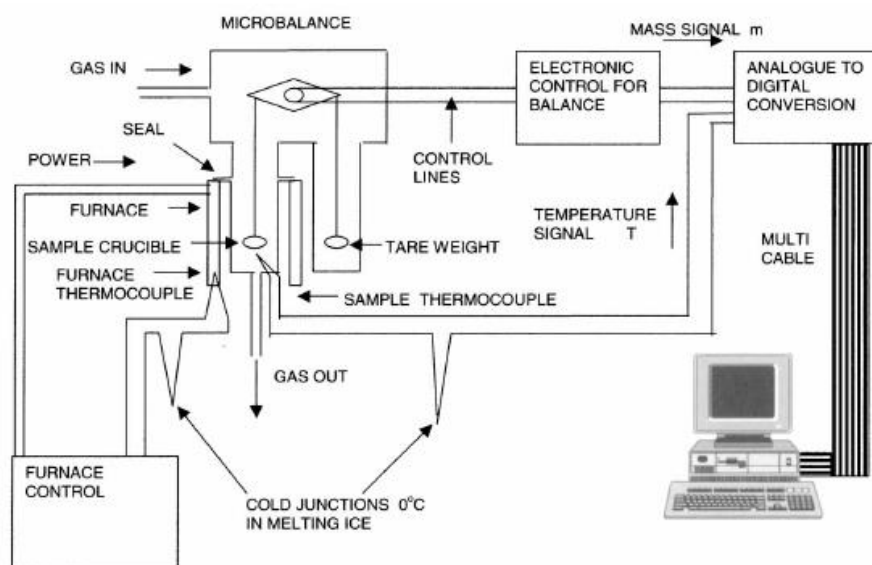 MICROBALANCE
MASS SIGNAL m
GAS IN
ELECTRONIC
CONTROL FOR
BALANCE
ANALOGUE TO
DIGITAL
CONVERSION
SEAL
POWER
CONTROL
LINES
FURNACE
TEMPERATURE
SIGNAL T
SAMPLE CRUCIBLE
TARE WEIGHT
MULTI
CABLE
FURNACE
THERMOCOUPLE
SAMPLE THERMOCOUPLE
GAS OUT
FURNACE
CONTROL
COLD JUNCTIONS 0°C
IN MELTING ICE